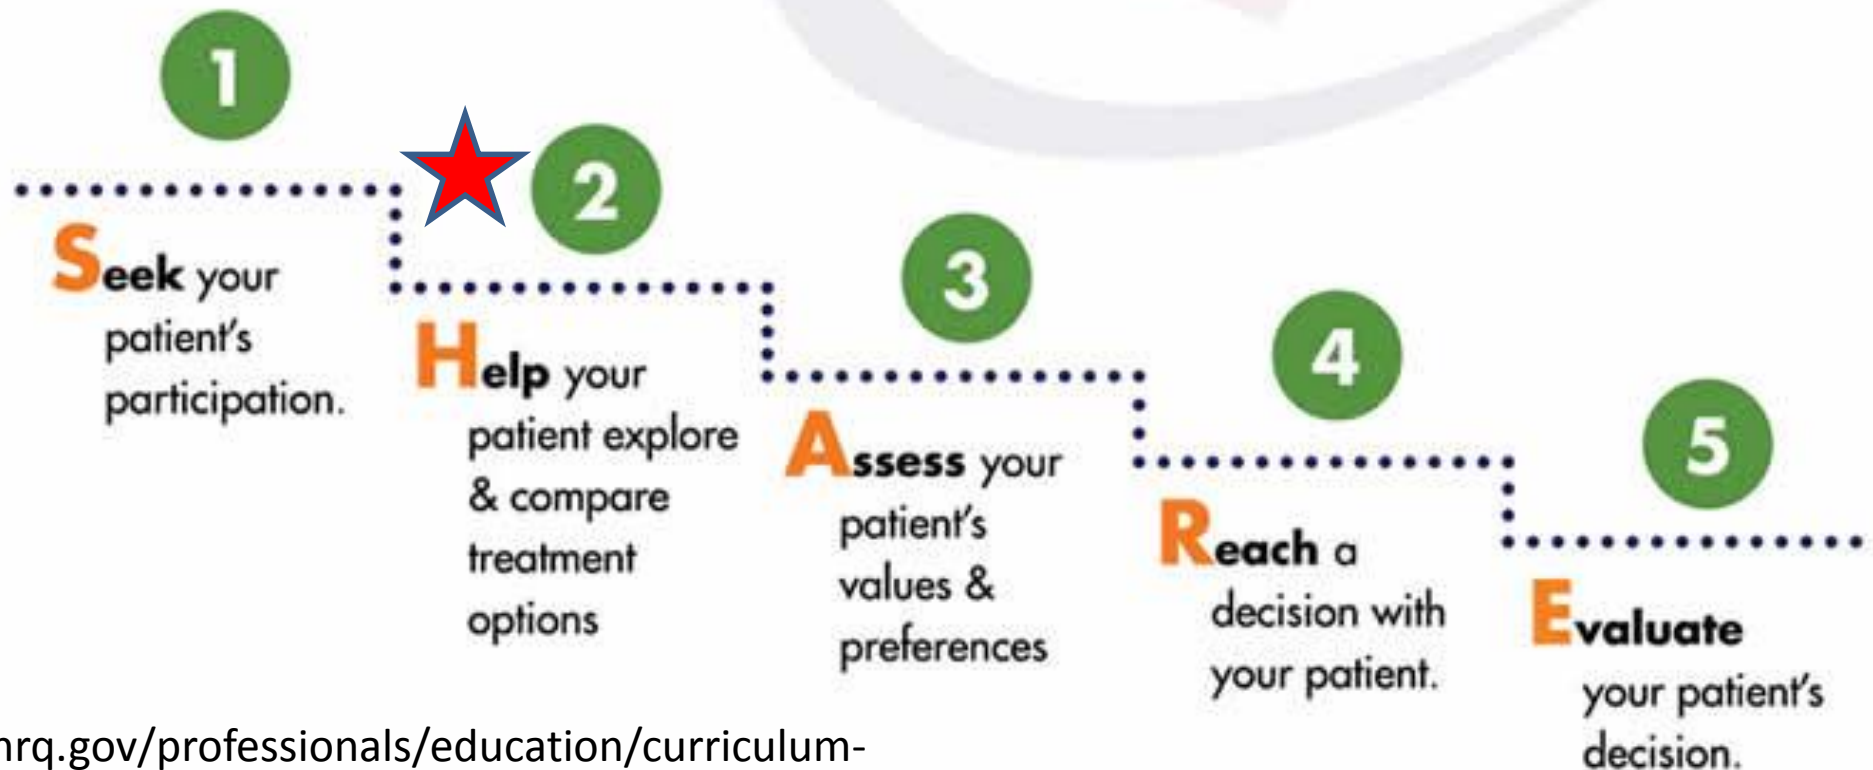 1
Seek your
patient's
participation.
2
Help your
patient explore
& compare
treatment
options
3
Assess your
patient's
values &
preferences
4
Reach a
decision with
your patient.
5
Evaluate
your patient's
decision.
hrq.gov/professionals/education/curriculum-